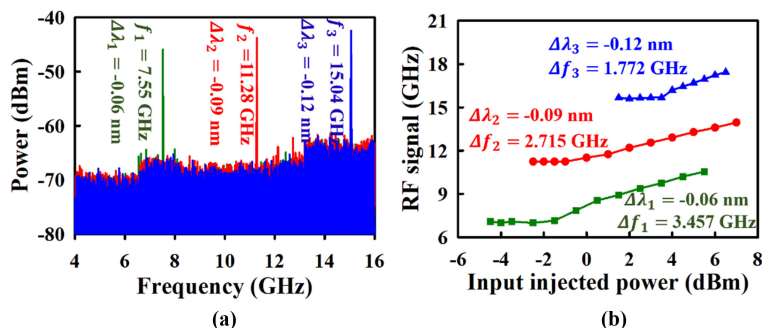 -40
-50
-60
-70
-80
Power (dBm)
Δλ₁ = -0.06 nm
f₁ = 7.55 GHz
Δλ₂ = -0.09 nm
f₂ = 11.28 GHz
Δλ₃ = -0.12 nm
f₃ = 15.04 GHz
4 6 8 10 12 14 16
Frequency (GHz)
(a)
21
18
15
12
9
6
RF signal (GHz)
Δλ₃ = -0.12 nm
Δf₃ = 1.772 GHz
Δλ₂ = -0.09 nm
Δf₂ = 2.715 GHz
Δλ₁ = -0.06 nm
Δf₁ = 3.457 GHz
-6 -4 -2 0 2 4 6 8
Input injected power (dBm)
(b)